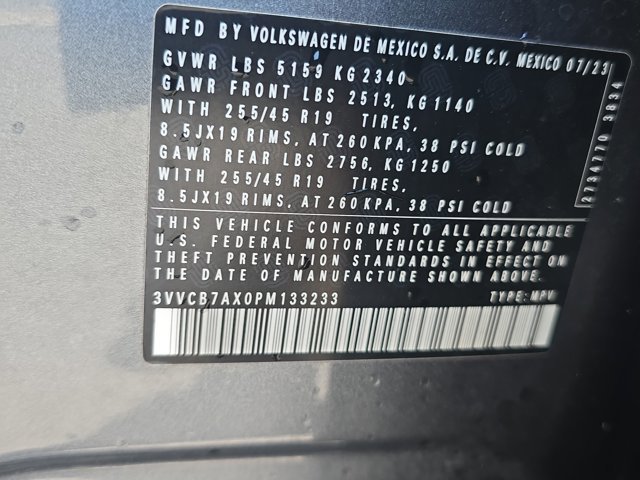 MFD BY VOLKSWAGEN DE MEXICO S.A. DE C.V. MEXICO 07/23
GVWR LBS 5159 KG 2340
GAWR FRONT LBS 2513, KG 1140
WITH 255/45 R19 TIRES,
8.5JX19 RIMS, AT 260 KPA, 38 PSI COLD
GAWR REAR LBS 2756, KG 1250
WITH 255/45 R19 TIRES,
8.5JX19 RIMS, AT 260 KPA, 38 PSI COLD
2734770 3834
THIS VEHICLE CONFORMS TO ALL APPLICABLE
U.S. FEDERAL MOTOR VEHICLE SAFETY AND
THEFT PREVENTION STANDARDS IN EFFECT ON
THE DATE OF MANUFACTURE SHOWN ABOVE.
3VVCB7AX0PM133233 TYPE: MPV